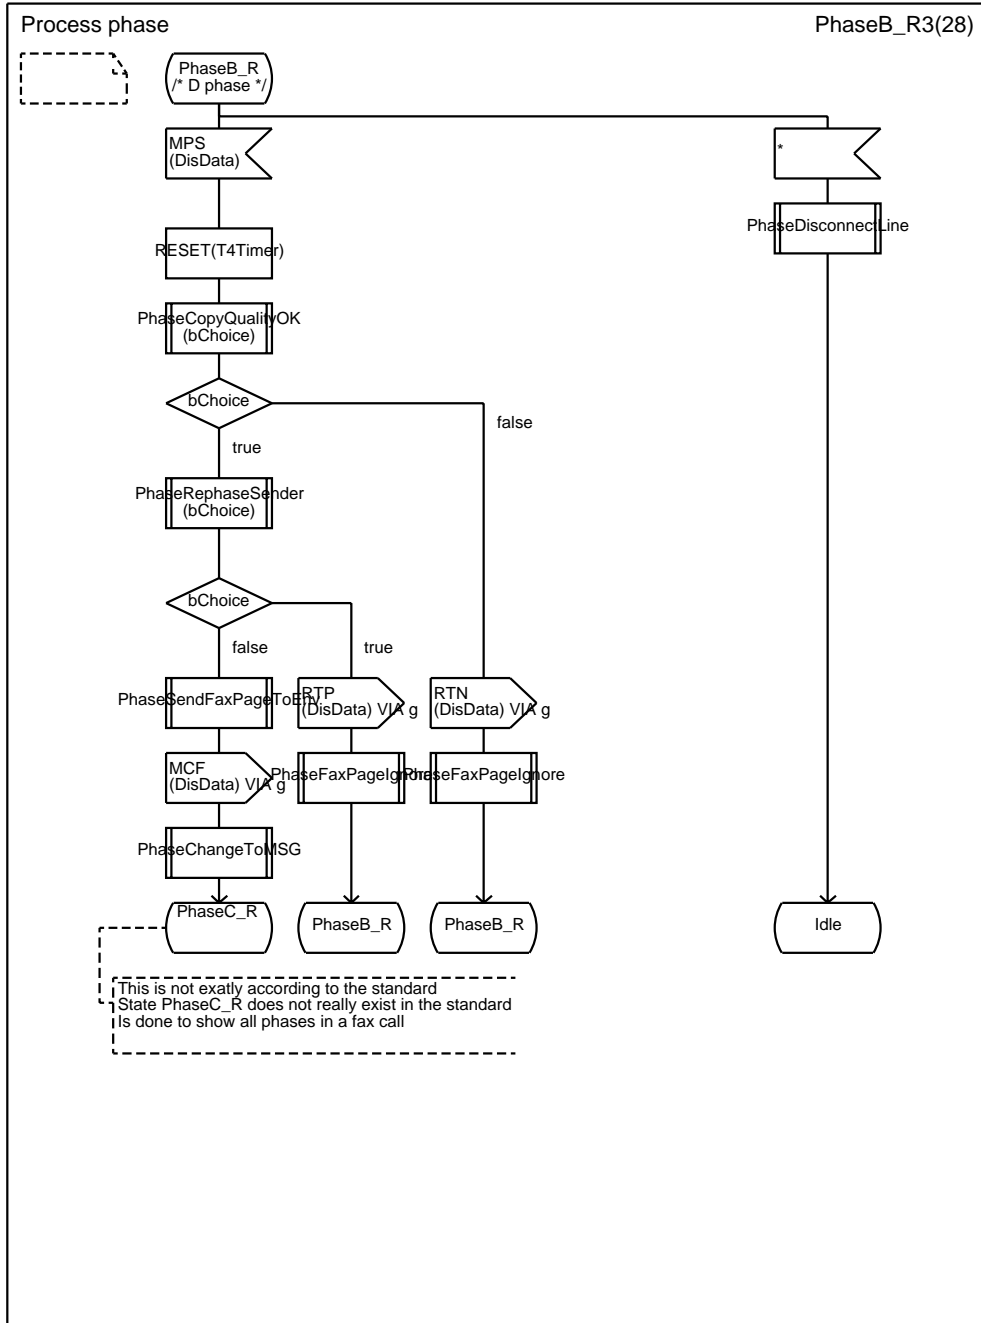 Process phase
PhaseB_R3(28)
PhaseB_R
/* D phase */
MPS
(DisData)
*
PhaseDisconnectLine
RESET(T4Timer)
PhaseCopyQualityOK
(bChoice)
bChoice
false
true
PhaseRephaseSender
(bChoice)
bChoice
false
true
PhaseSendFaxPageToEnv
RTP
(DisData) VIA g
RTN
(DisData) VIA g
MCF
(DisData) VIA g
PhaseFaxPageIgnore
PhaseFaxPageIgnore
PhaseChangeToMSG
PhaseC_R
PhaseB_R
PhaseB_R
Idle
This is not exatly according to the standard
State PhaseC_R does not really exist in the standard
Is done to show all phases in a fax call